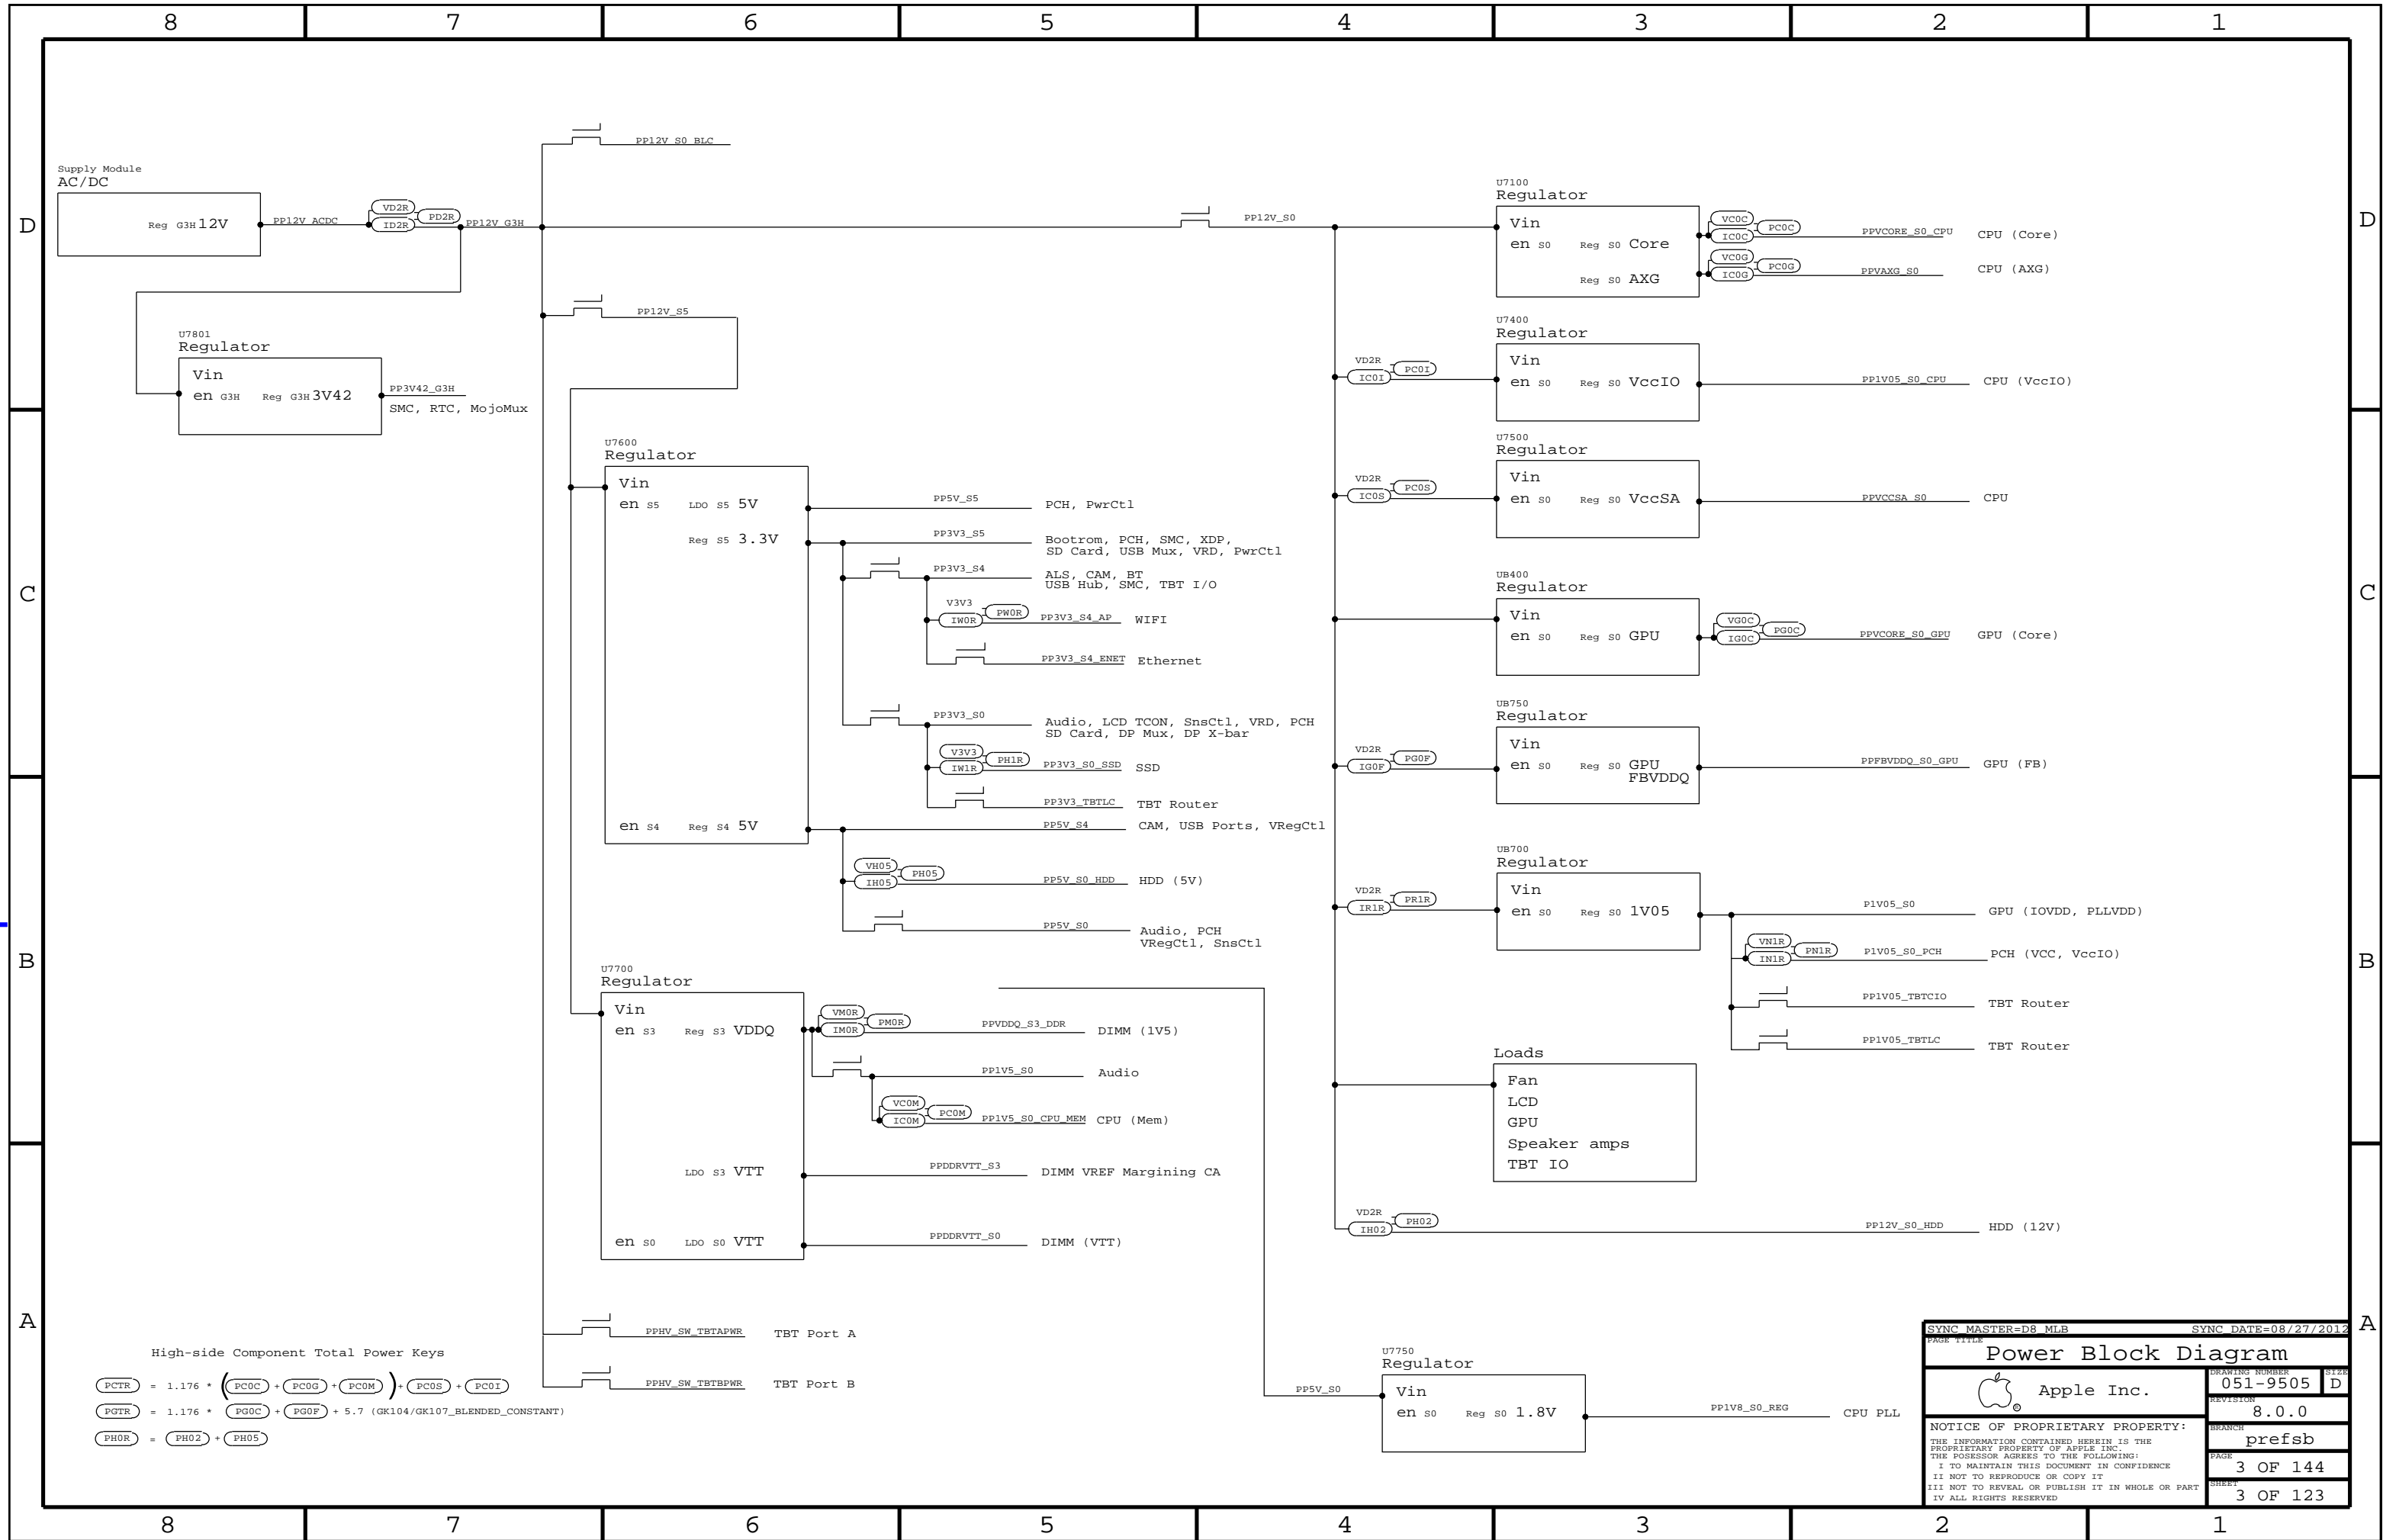 8 7 6 5 4 3 2 1
D
C
B
A
D
C
B
A
Supply Module
AC/DC
Reg G3H 12V
PP12V_ACDC
VD2R
ID2R
PD2R
PP12V_G3H
PP12V_S0_BLC
PP12V_S5
PP12V_S0
U7801
Regulator
Vin
en G3H Reg G3H 3V42
PP3V42_G3H
SMC, RTC, MojoMux
U7600
Regulator
Vin
en S5 LDO S5 5V
PP5V_S5
PCH, PwrCtl
Reg S5 3.3V
PP3V3_S5
Bootrom, PCH, SMC, XDP,
SD Card, USB Mux, VRD, PwrCtl
PP3V3_S4
ALS, CAM, BT
USB Hub, SMC, TBT I/O
V3V3
IW0R
PW0R
PP3V3_S4_AP
WIFI
PP3V3_S4_ENET
Ethernet
PP3V3_S0
Audio, LCD TCON, SnsCtl, VRD, PCH
SD Card, DP Mux, DP X-bar
V3V3
IW1R
PH1R
PP3V3_S0_SSD
SSD
PP3V3_TBTLC
TBT Router
en S4 Reg S4 5V
PP5V_S4
CAM, USB Ports, VRegCtl
VH05
IH05
PH05
PP5V_S0_HDD
HDD (5V)
PP5V_S0
Audio, PCH
VRegCtl, SnsCtl
U7700
Regulator
Vin
en S3 Reg S3 VDDQ
VM0R
IM0R
PM0R
PPVDDQ_S3_DDR
DIMM (1V5)
PP1V5_S0
Audio
VC0M
IC0M
PC0M
PP1V5_S0_CPU_MEM
CPU (Mem)
LDO S3 VTT
PPDDRVTT_S3
DIMM VREF Margining CA
en S0 LDO S0 VTT
PPDDRVTT_S0
DIMM (VTT)
PPHV_SW_TBTAPWR
TBT Port A
PPHV_SW_TBTBPWR
TBT Port B
U7100
Regulator
Vin
en S0 Reg S0 Core
Reg S0 AXG
VC0C
IC0C
PC0C
PPVCORE_S0_CPU
CPU (Core)
VC0G
IC0G
PC0G
PPVAXG_S0
CPU (AXG)
U7400
Regulator
VD2R
IC0I
PC0I
Vin
en S0 Reg S0 VccIO
PP1V05_S0_CPU
CPU (VccIO)
U7500
Regulator
VD2R
IC0S
PC0S
Vin
en S0 Reg S0 VccSA
PPVCCSA_S0
CPU
UB400
Regulator
Vin
en S0 Reg S0 GPU
VG0C
IG0C
PG0C
PPVCORE_S0_GPU
GPU (Core)
UB750
Regulator
VD2R
IG0F
PG0F
Vin
en S0 Reg S0 GPU
FBVDDQ
PPFBVDDQ_S0_GPU
GPU (FB)
UB700
Regulator
VD2R
IR1R
PR1R
Vin
en S0 Reg S0 1V05
P1V05_S0
GPU (IOVDD, PLLVDD)
VN1R
IN1R
PN1R
P1V05_S0_PCH
PCH (VCC, VccIO)
PP1V05_TBTCIO
TBT Router
PP1V05_TBTLC
TBT Router
Loads
Fan
LCD
GPU
Speaker amps
TBT IO
VD2R
IH02
PH02
PP12V_S0_HDD
HDD (12V)
U7750
Regulator
PP5V_S0
Vin
en S0 Reg S0 1.8V
PP1V8_S0_REG
CPU PLL
High-side Component Total Power Keys
PCTR = 1.176 * ( PC0C + PC0G + PC0M ) + PC0S + PC0I
PGTR = 1.176 * PG0C + PG0F + 5.7 (GK104/GK107_BLENDED_CONSTANT)
PH0R = PH02 + PH05
SYNC_MASTER=D8_MLB SYNC_DATE=08/27/2012
PAGE TITLE
Power Block Diagram
Apple Inc.
®
DRAWING NUMBER
051-9505
SIZE
D
REVISION
8.0.0
BRANCH
prefsb
PAGE
3 OF 144
SHEET
3 OF 123
NOTICE OF PROPRIETARY PROPERTY:
THE INFORMATION CONTAINED HEREIN IS THE
PROPRIETARY PROPERTY OF APPLE INC.
THE POSESSOR AGREES TO THE FOLLOWING:
I TO MAINTAIN THIS DOCUMENT IN CONFIDENCE
II NOT TO REPRODUCE OR COPY IT
III NOT TO REVEAL OR PUBLISH IT IN WHOLE OR PART
IV ALL RIGHTS RESERVED
8 7 6 5 4 3 2 1